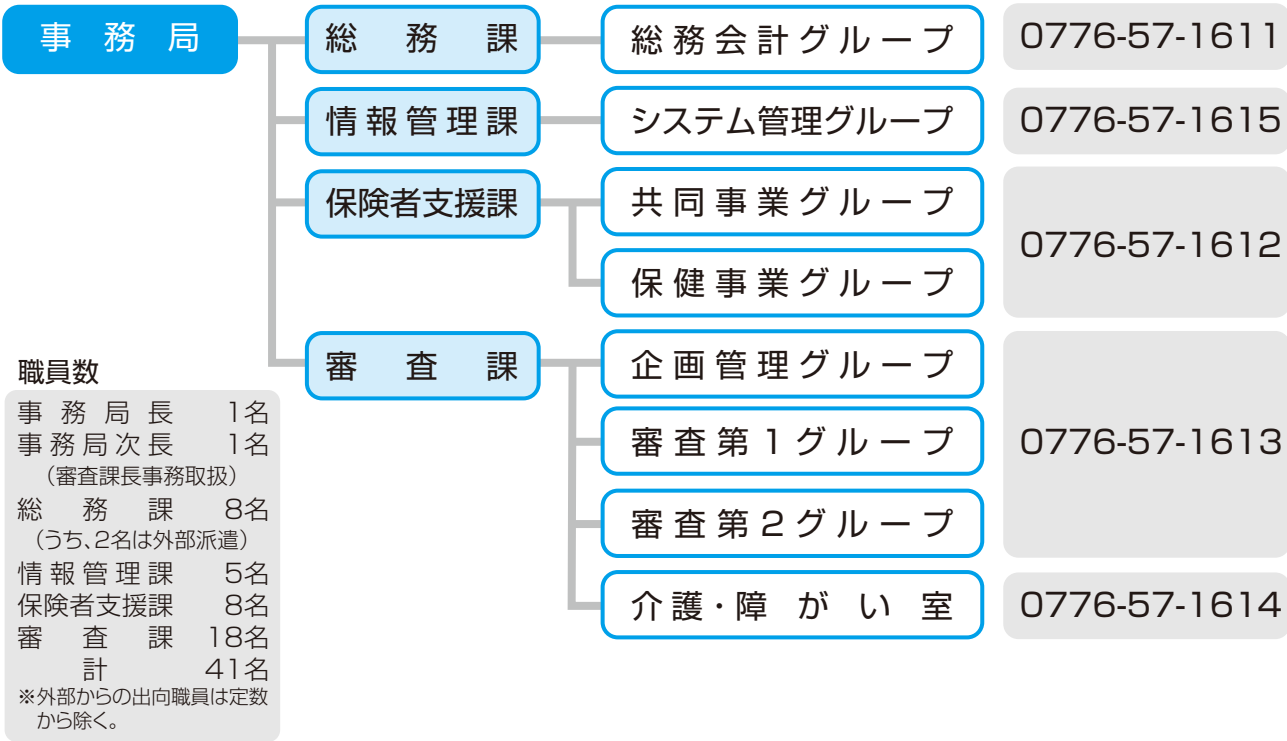 事務局 総務課 総務会計グループ 0776-57-1611
情報管理課 システム管理グループ 0776-57-1615
保険者支援課 共同事業グループ 0776-57-1612
保健事業グループ
審査課 企画管理グループ 0776-57-1613
審査第1グループ
審査第2グループ
介護・障がい室 0776-57-1614
職員数
事務局長 1名
事務局次長 1名
（審査課長事務取扱）
総務課 8名
（うち、2名は外部派遣）
情報管理課 5名
保険者支援課 8名
審査課 18名
計 41名
※外部からの出向職員は定数
から除く。